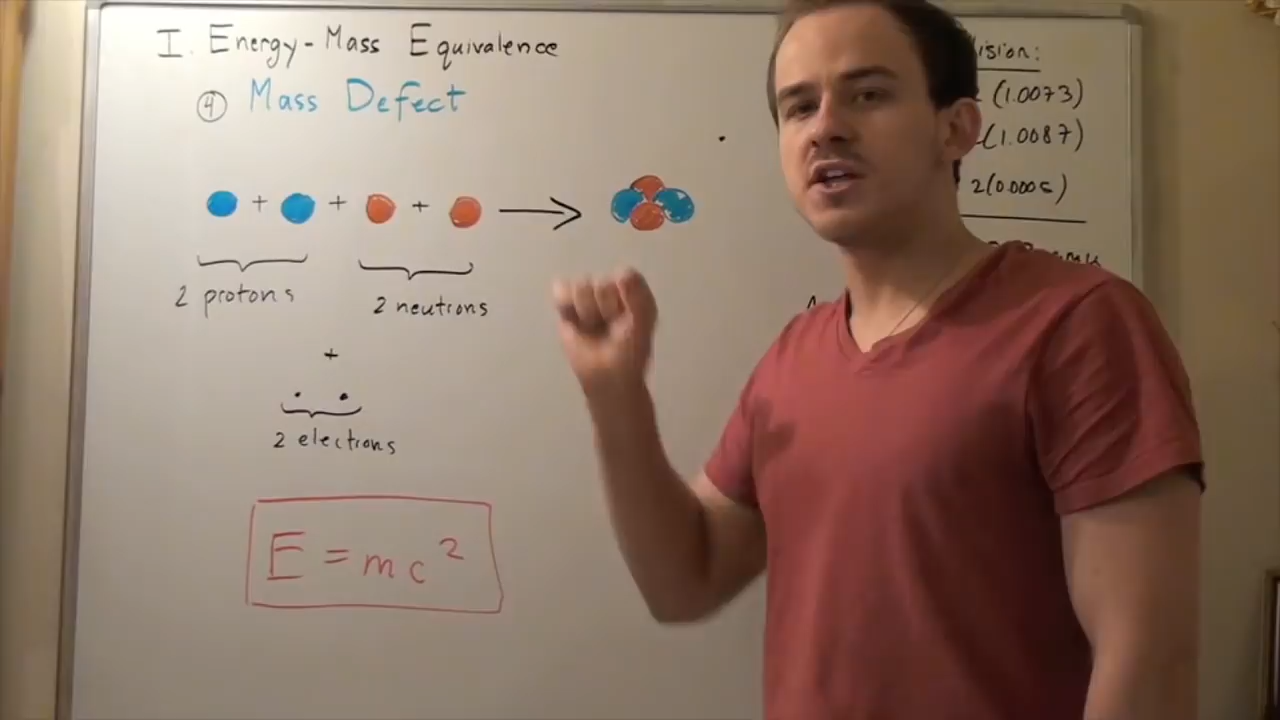 I. Energy-Mass Equivalence
④ Mass Defect
+ + +
2 protons
2 neutrons
+
2 electrons
E = mc²
(1.0073)
(1.0087)
2(0.0005)